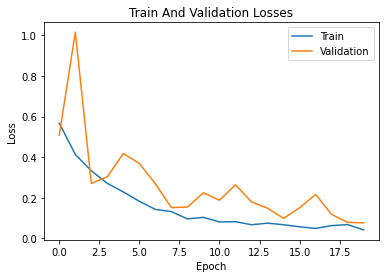 Train And Validation Losses
Train
Validation
1.0
0.8
0.6
0.4
0.2
0.0
Loss
0.0 2.5 5.0 7.5 10.0 12.5 15.0 17.5
Epoch